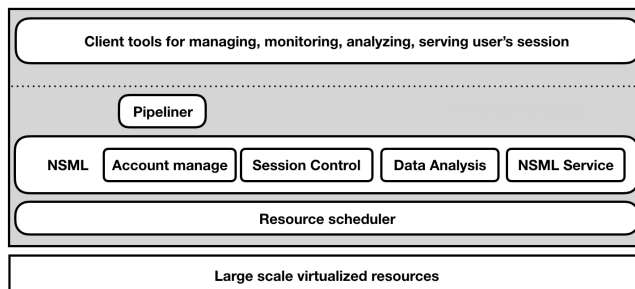 Client tools for managing, monitoring, analyzing, serving user's session
Pipeliner
NSML Account manage Session Control Data Analysis NSML Service
Resource scheduler
Large scale virtualized resources